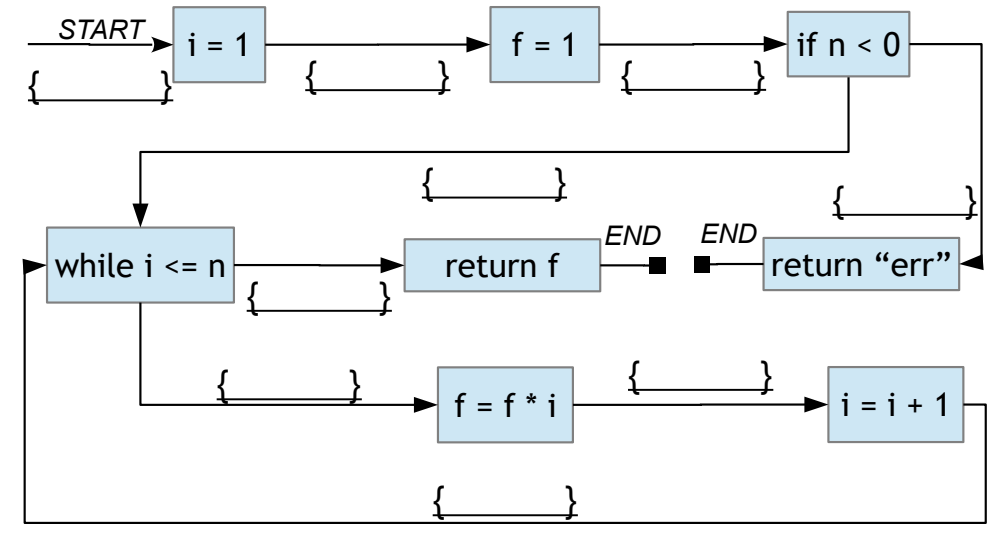 START
i = 1
f = 1
if n < 0
{ }
{ }
{ }
{ }
{ }
while i <= n
return f
END
END
return “err”
{ }
{ }
{ }
f = f * i
i = i + 1
{ }